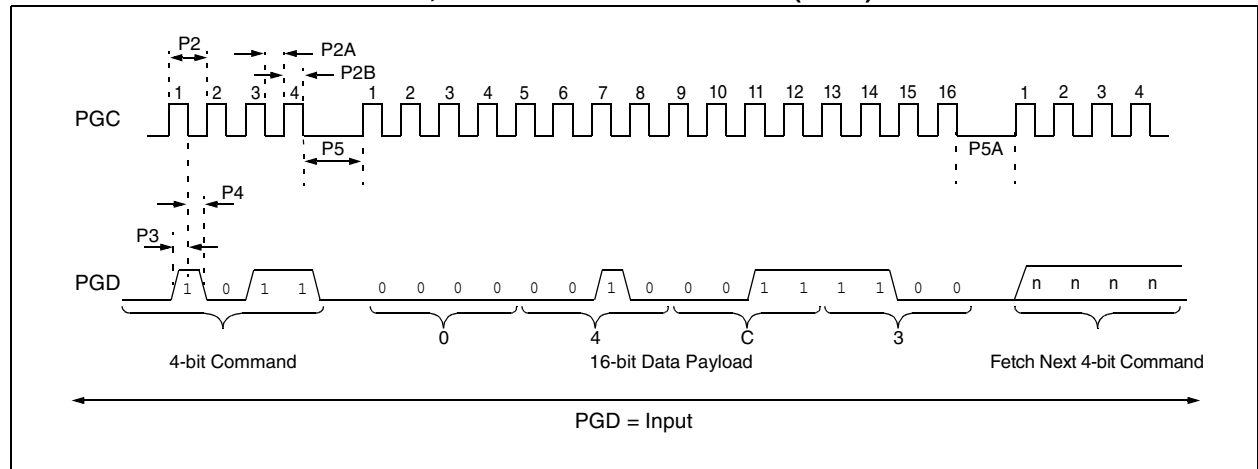 P2
P2A
P2B
1 2 3 4 1 2 3 4 5 6 7 8 9 10 11 12 13 14 15 16 1 2 3 4
PGC
P5
P5A
P4
P3
PGD
1 0 1 1 0 0 0 0 0 0 1 0 0 0 1 1 1 1 0 0 n n n n
0 4 C 3
4-bit Command 16-bit Data Payload Fetch Next 4-bit Command
PGD = Input